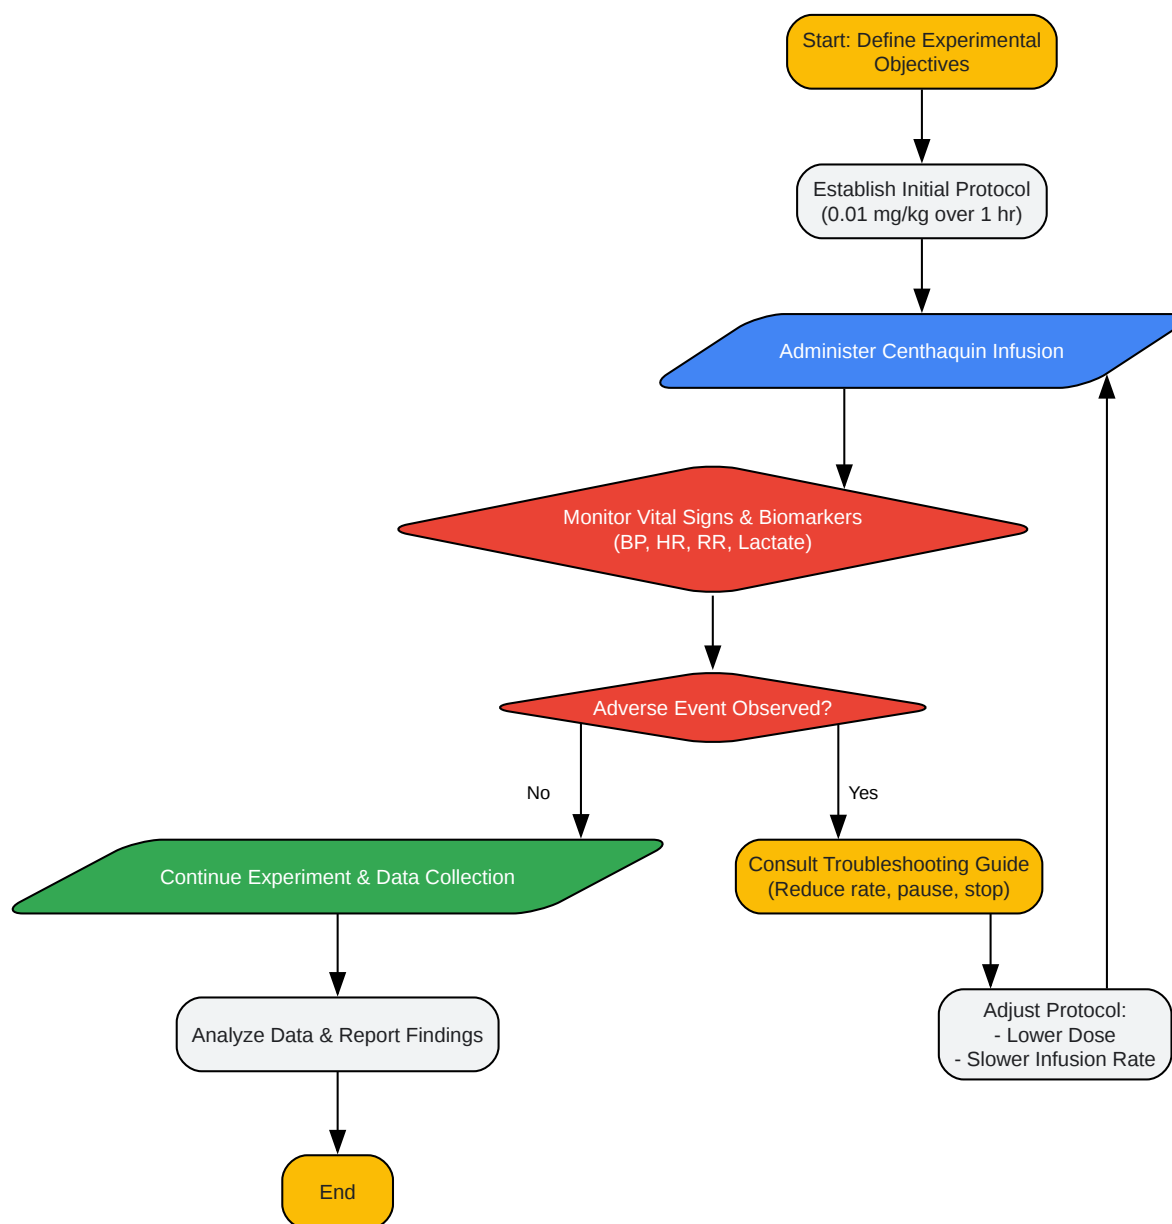 Start: Define Experimental
Objectives
Establish Initial Protocol
(0.01 mg/kg over 1 hr)
Administer Centhaquin Infusion
Monitor Vital Signs & Biomarkers
(BP, HR, RR, Lactate)
Adverse Event Observed?
No
Yes
Continue Experiment & Data Collection
Consult Troubleshooting Guide
(Reduce rate, pause, stop)
Analyze Data & Report Findings
Adjust Protocol:
- Lower Dose
- Slower Infusion Rate
End